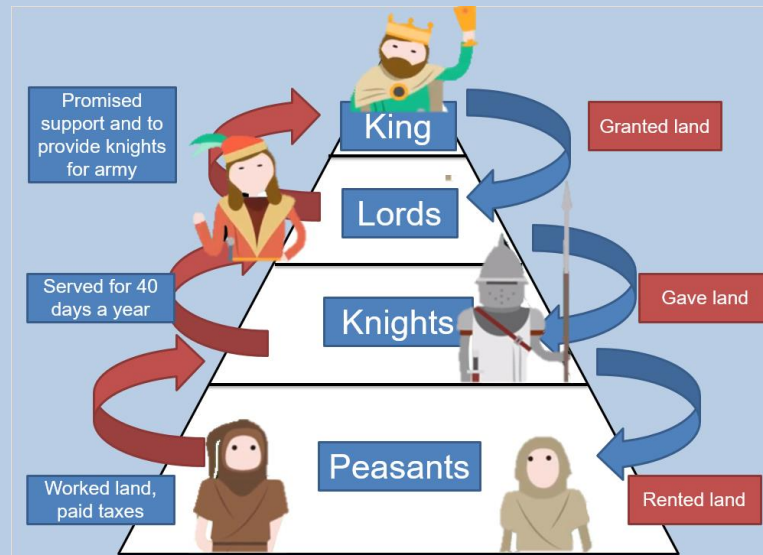 Promised
support and to
provide knights
for army
King
Granted land
Lords
Served for 40
days a year
Knights
Gave land
Peasants
Worked land,
paid taxes
Rented land